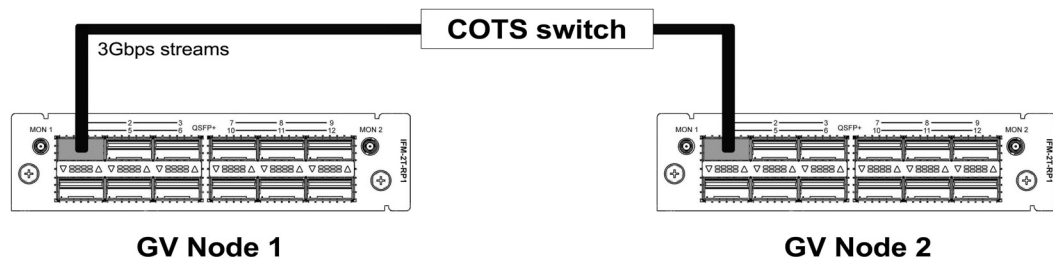 COTS switch
3Gbps streams
MON 1
2 3 QSFP+ 7 8 9
5 6 10 11 12
MON 2
IFM-2T-RP1
MON 1
2 3 QSFP+ 7 8 9
5 6 10 11 12
MON 2
IFM-2T-RP1
GV Node 1
GV Node 2